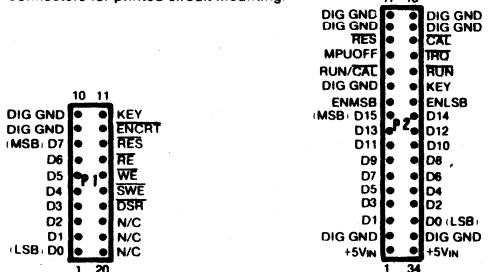 connectors for printed circuit mounting.
10 11
DIG GND KEY
DIG GND ENCRT
(MSB) D7 RES
D6 RE
D5 P1 WE
D4 SWE
D3 DSR
D2 N/C
D1 N/C
(LSB) D0 N/C
1 20
17 18
DIG GND DIG GND
DIG GND DIG GND
RES CAL
MPUOFF IRQ
RUN/CAL RUN
DIG GND KEY
ENMSB ENLSB
(MSB) D15 D14
D13 P2 D12
D11 D10
D9 D8
D7 D6
D5 D4
D3 D2
D1 D0 (LSB)
DIG GND DIG GND
+5VIN +5VIN
1 34